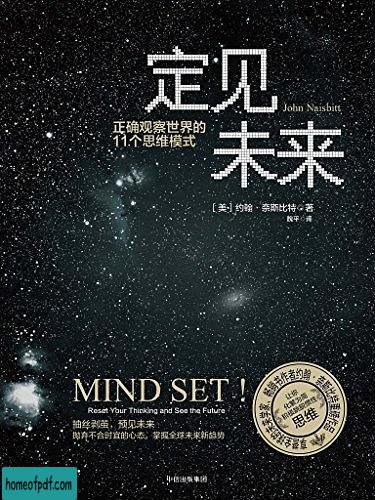 定见
John Naisbitt
正确观察世界的
11个思维模式
未来
[美] 约翰·奈斯比特 著
魏平 译
MIND SET!
Reset Your Thinking and See the Future
抽丝剥茧，预见未来
抛弃不合时宜的心态，掌握全球未来新趋势
思维
中信出版集团
homeofpdf.com